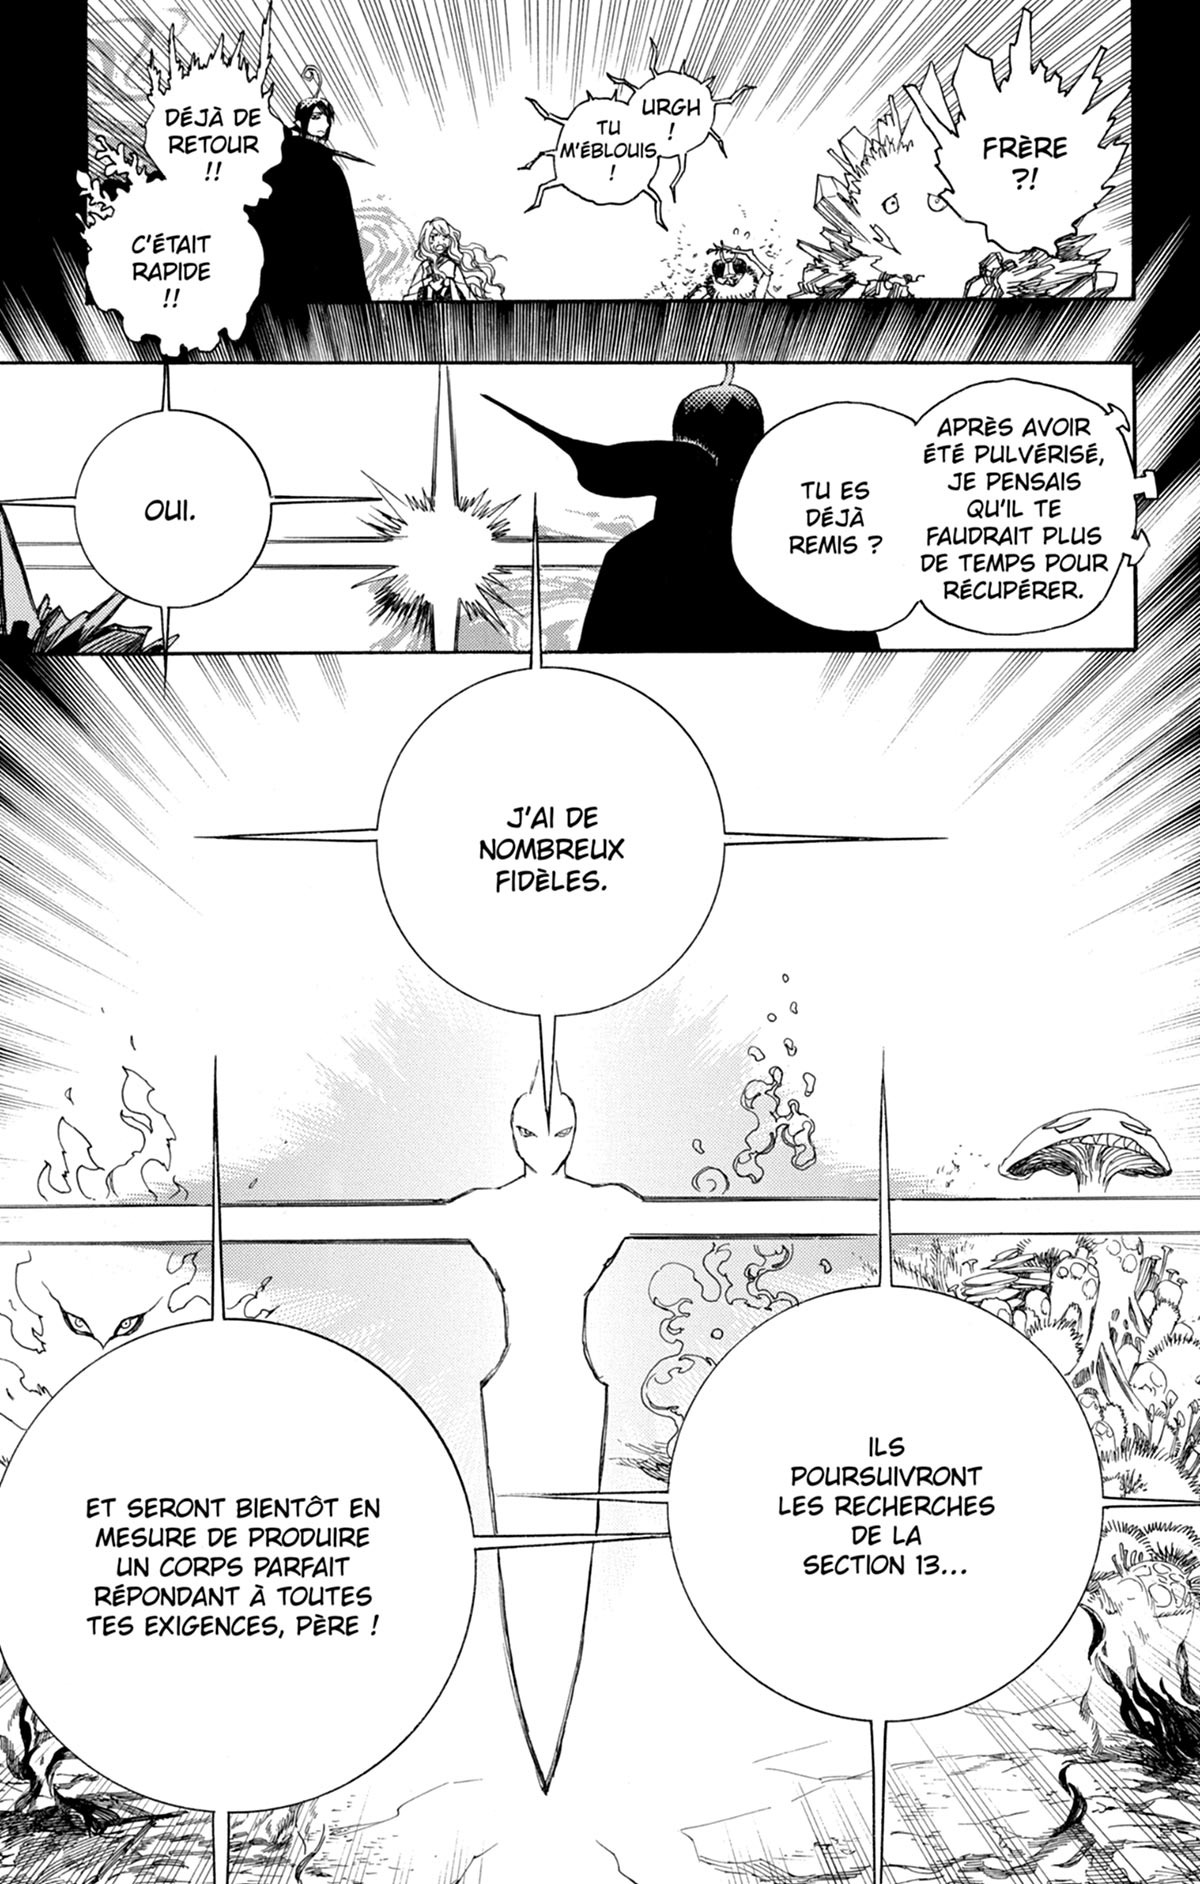 FRÈRE
?!
URGH
!
TU
M'ÉBLOUIS
!
DÉJÀ DE
RETOUR
!!
C'ÉTAIT
RAPIDE
!!
APRÈS AVOIR
ÉTÉ PULVÉRISÉ,
JE PENSAIS
QU'IL TE
FAUDRAIT PLUS
DE TEMPS POUR
RÉCUPÉRER.
TU ES
DÉJÀ
REMIS ?
OUI.
J'AI DE
NOMBREUX
FIDÈLES.
ILS
POURSUIVRONT
LES RECHERCHES
DE LA
SECTION 13...
ET SERONT BIENTÔT EN
MESURE DE PRODUIRE
UN CORPS PARFAIT
RÉPONDANT À TOUTES
TES EXIGENCES, PÈRE !